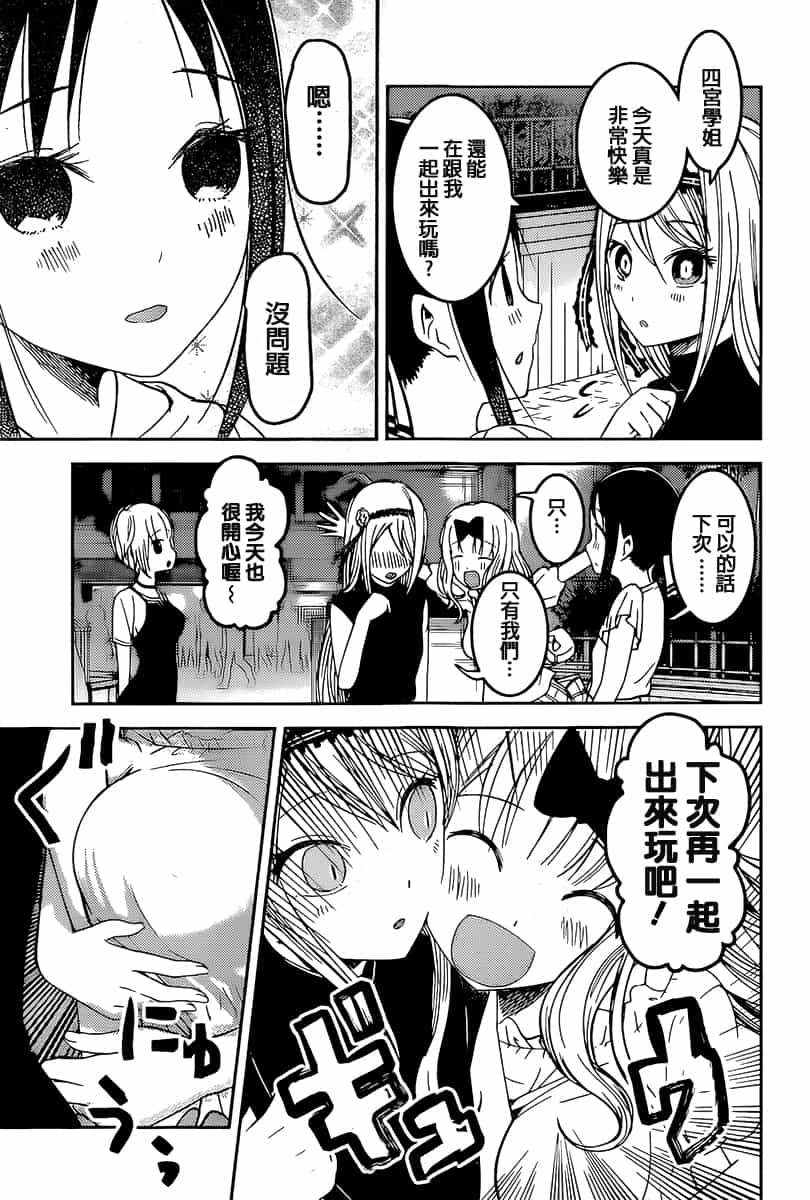 四宮學姐
今天真是
非常快樂
還能
在跟我
一起出來玩嗎?
嗯……
沒問題
可以的話
下次……
只…
只有我們…
我今天也
很開心喔~
下次再一起
出來玩吧!
ギュウ
ぐぐ
にゅうぅ